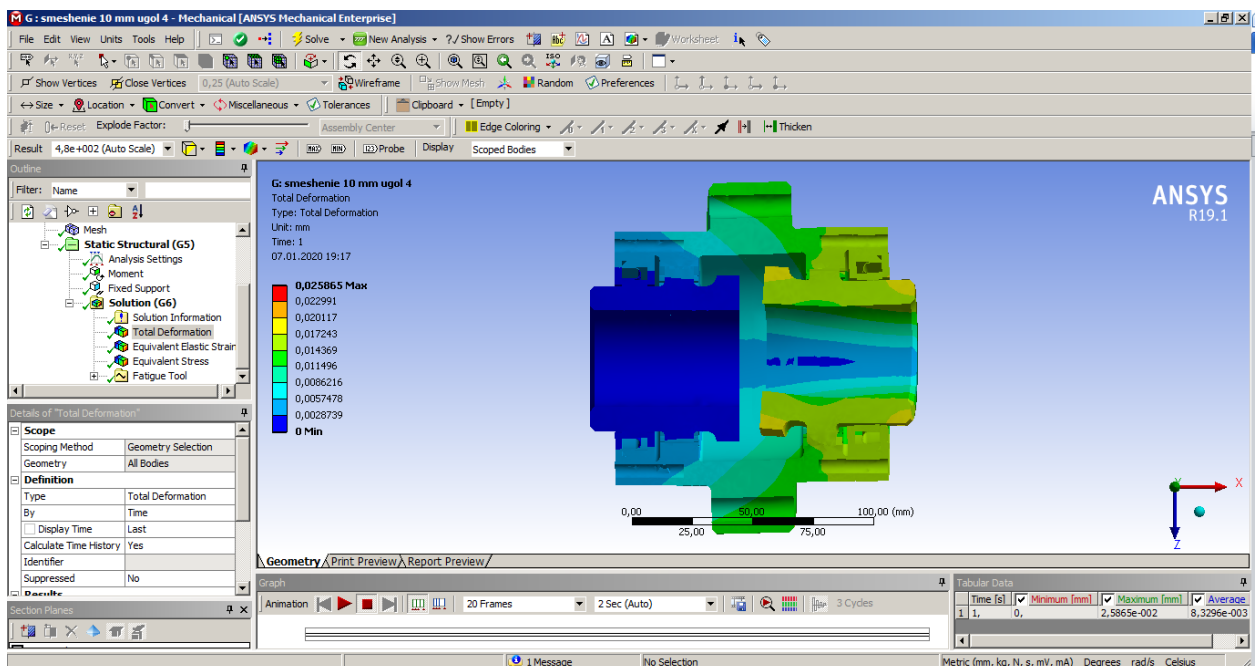 G : smeshenie 10 mm ugol 4 - Mechanical [ANSYS Mechanical Enterprise]
File Edit View Units Tools Help Solve New Analysis ?/ Show Errors Worksheet
Show Vertices Close Vertices 0,25 (Auto Scale) Wireframe Show Mesh Random Preferences
Size Location Convert Miscellaneous Tolerances Clipboard [Empty]
Reset Explode Factor: Assembly Center Edge Coloring Thicken
Result 4,8e+002 (Auto Scale) MAX MIN Probe Display Scoped Bodies
Outline
Filter: Name
Mesh
Static Structural (G5)
Analysis Settings
Moment
Fixed Support
Solution (G6)
Solution Information
Total Deformation
Equivalent Elastic Strain
Equivalent Stress
Fatigue Tool
Details of "Total Deformation"
Scope
Scoping Method Geometry Selection
Geometry All Bodies
Definition
Type Total Deformation
By Time
Display Time Last
Calculate Time History Yes
Identifier
Suppressed No
Results
Section Planes
G: smeshenie 10 mm ugol 4
Total Deformation
Type: Total Deformation
Unit: mm
Time: 1
07.01.2020 19:17
0,025865 Max
0,022991
0,020117
0,017243
0,014369
0,011496
0,0086216
0,0057478
0,0028739
0 Min
ANSYS
R19.1
0,00 50,00 100,00 (mm)
25,00 75,00
X
Y
Z
Geometry Print Preview Report Preview
Graph
Animation 20 Frames 2 Sec (Auto) 3 Cycles
Tabular Data
Time [s] Minimum [mm] Maximum [mm] Average
1 1, 0, 2,5865e-002 8,3296e-003
1 Message No Selection Metric (mm, kg, N, s, mV, mA) Degrees rad/s Celsius